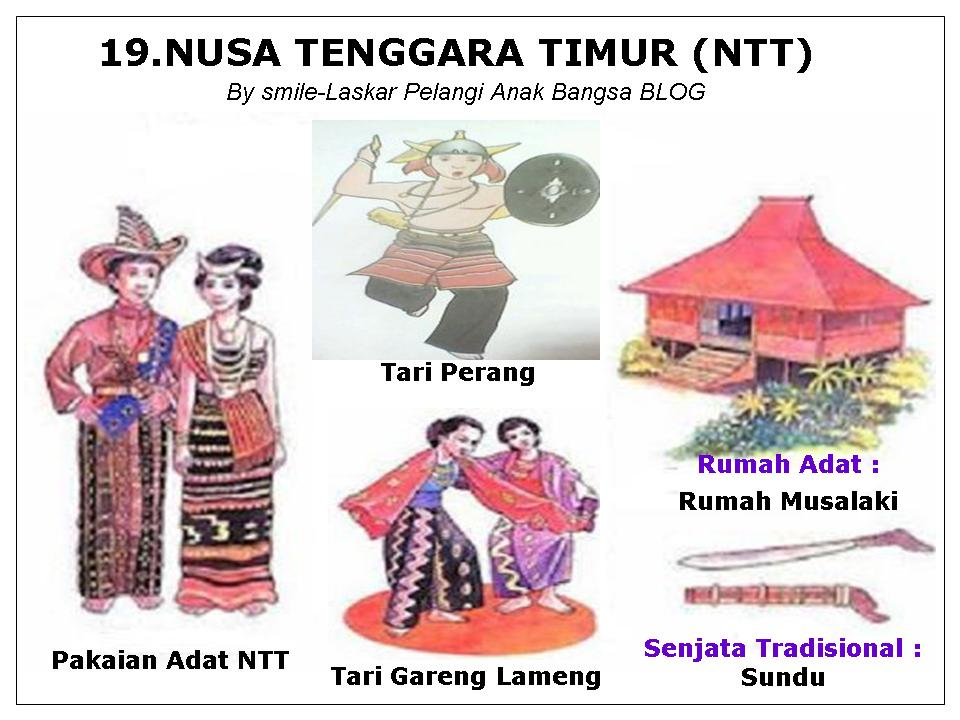 19.NUSA TENGGARA TIMUR (NTT)
By smile-Laskar Pelangi Anak Bangsa BLOG
Tari Perang
Rumah Adat :
Rumah Musalaki
Pakaian Adat NTT
Tari Gareng Lameng
Senjata Tradisional :
Sundu